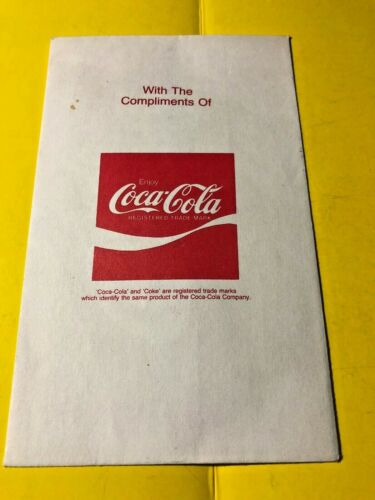 With The
Compliments Of
Enjoy
Coca-Cola
REGISTERED TRADE MARK
'Coca-Cola' and 'Coke' are registered trade marks
which identify the same product of the Coca-Cola Company.